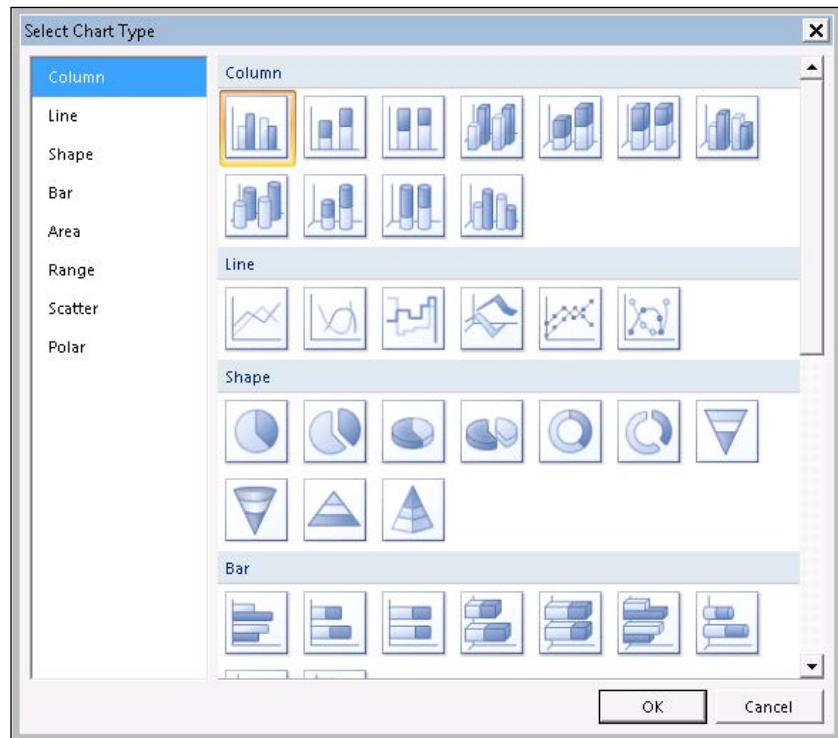 Select Chart Type
Column
Line
Shape
Bar
Area
Range
Scatter
Polar
Column
Line
Shape
Bar
OK
Cancel